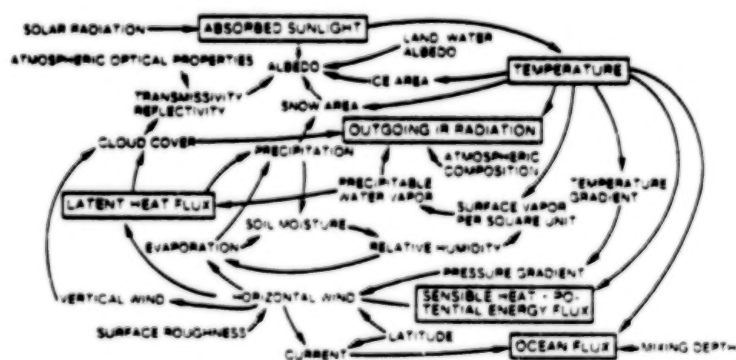 SOLAR RADIATION
ABSORBED SUNLIGHT
ATMOSPHERIC OPTICAL PROPERTIES
ALBEDO
LAND, WATER
ALBEDO
ICE AREA
TEMPERATURE
TRANSMISSIVITY
REFLECTIVITY
SNOW AREA
CLOUD COVER
OUTGOING IR RADIATION
PRECIPITATION
ATMOSPHERIC
COMPOSITION
LATENT HEAT FLUX
PRECIPITABLE
WATER VAPOR
SURFACE VAPOR
PER SQUARE UNIT
TEMPERATURE
GRADIENT
SOIL MOISTURE
EVAPORATION
RELATIVE HUMIDITY
PRESSURE GRADIENT
VERTICAL WIND
HORIZONTAL WIND
SENSIBLE HEAT - PO-
TENTIAL ENERGY FLUX
SURFACE ROUGHNESS
LATITUDE
CURRENT
OCEAN FLUX
MIXING DEPTH